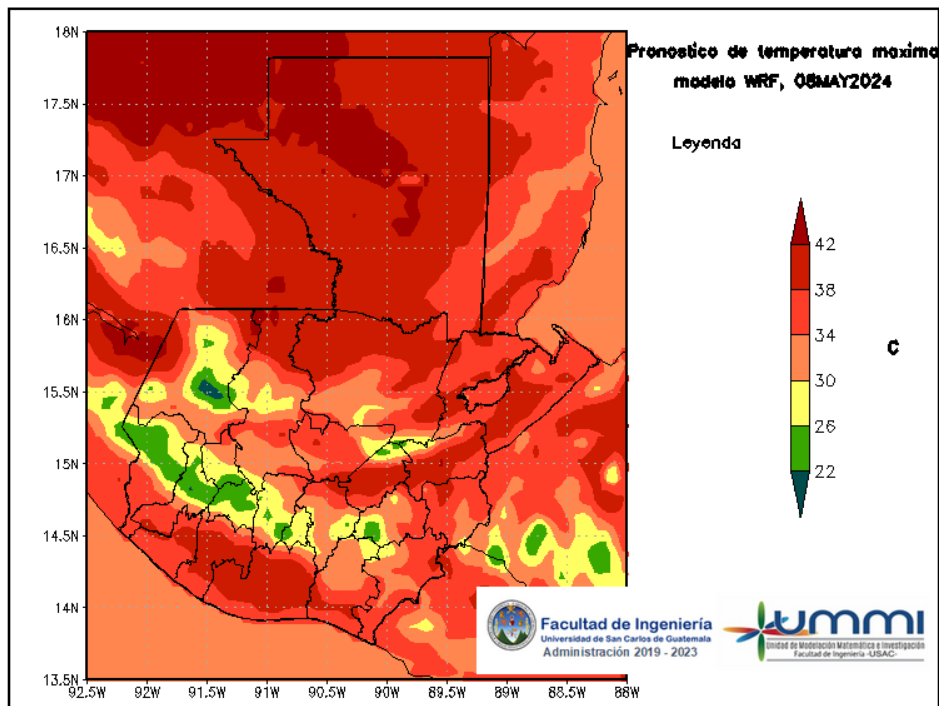 Pronostico de temperatura maxima
modelo WRF, 08MAY2024
Leyenda
18N
17.5N
17N
16.5N
16N
15.5N
15N
14.5N
14N
13.5N
92.5W
92W
91.5W
91W
90.5W
90W
89.5W
89W
88.5W
88W
42
38
34
30
26
22
C
Facultad de Ingeniería
Universidad de San Carlos de Guatemala
Administración 2019 - 2023
UMMI
Unidad de Modelación Matemática e Investigación
Facultad de Ingeniería -USAC-